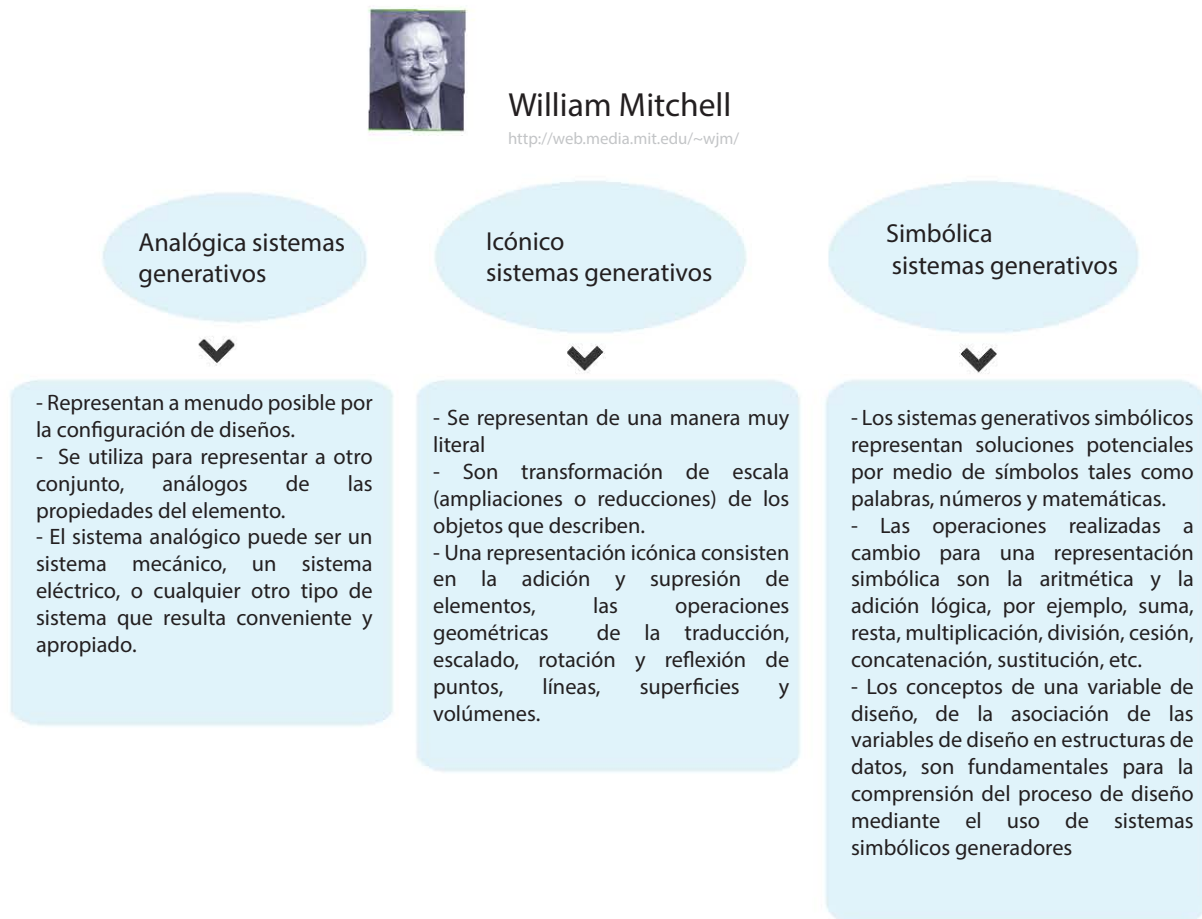 William Mitchell
http://web.media.mit.edu/~wjm/
Analógica sistemas
generativos
- Representan a menudo posible por
la configuración de diseños.
- Se utiliza para representar a otro
conjunto, análogos de las
propiedades del elemento.
- El sistema analógico puede ser un
sistema mecánico, un sistema
eléctrico, o cualquier otro tipo de
sistema que resulta conveniente y
apropiado.
Icónico
sistemas generativos
- Se representan de una manera muy
literal
- Son transformación de escala
(ampliaciones o reducciones) de los
objetos que describen.
- Una representación icónica consisten
en la adición y supresión de
elementos, las operaciones
geométricas de la traducción,
escalado, rotación y reflexión de
puntos, líneas, superficies y
volúmenes.
Simbólica
sistemas generativos
- Los sistemas generativos simbólicos
representan soluciones potenciales
por medio de símbolos tales como
palabras, números y matemáticas.
- Las operaciones realizadas a
cambio para una representación
simbólica son la aritmética y la
adición lógica, por ejemplo, suma,
resta, multiplicación, división, cesión,
concatenación, sustitución, etc.
- Los conceptos de una variable de
diseño, de la asociación de las
variables de diseño en estructuras de
datos, son fundamentales para la
comprensión del proceso de diseño
mediante el uso de sistemas
simbólicos generadores